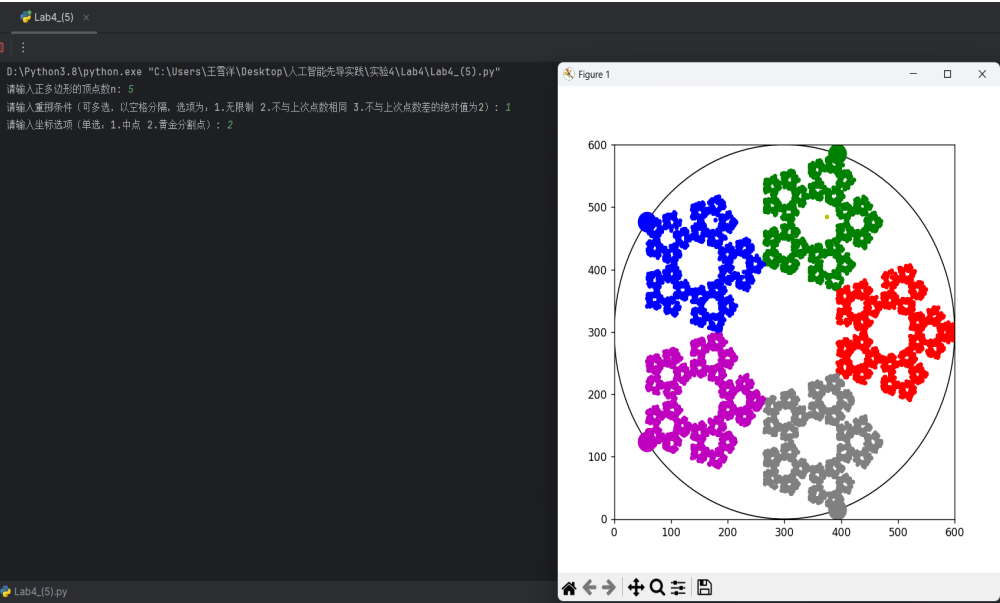 Lab4_(5)
D:\Python3.8\python.exe "C:\Users\王雪洋\Desktop\人工智能先导实践\实验4\Lab4\Lab4_(5).py"
请输入正多边形的顶点数n: 5
请输入重掷条件（可多选，以空格分隔，选项为：1.无限制 2.不与上次点数相同 3.不与上次点数差的绝对值为2）: 1
请输入坐标选项（单选：1.中点 2.黄金分割点）: 2
Figure 1
600
500
400
300
200
100
0
0 100 200 300 400 500 600
Lab4_(5).py